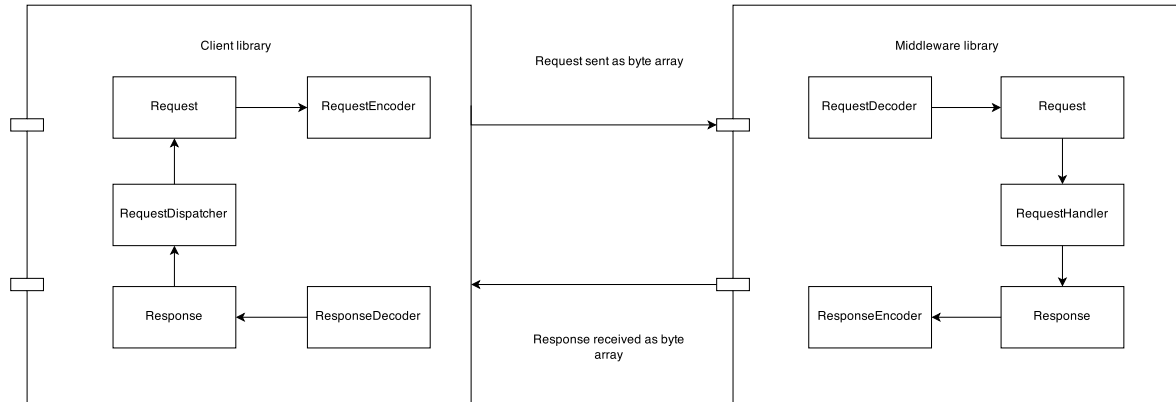 Client library
Middleware library
Request sent as byte array
Request
RequestEncoder
RequestDecoder
Request
RequestDispatcher
RequestHandler
Response
ResponseDecoder
ResponseEncoder
Response
Response received as byte
array